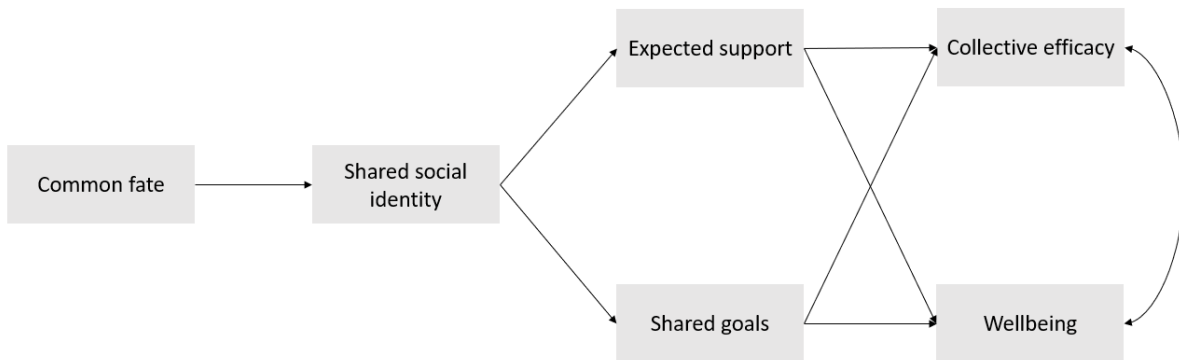 Expected support
Collective efficacy
Common fate
Shared social
identity
Shared goals
Wellbeing